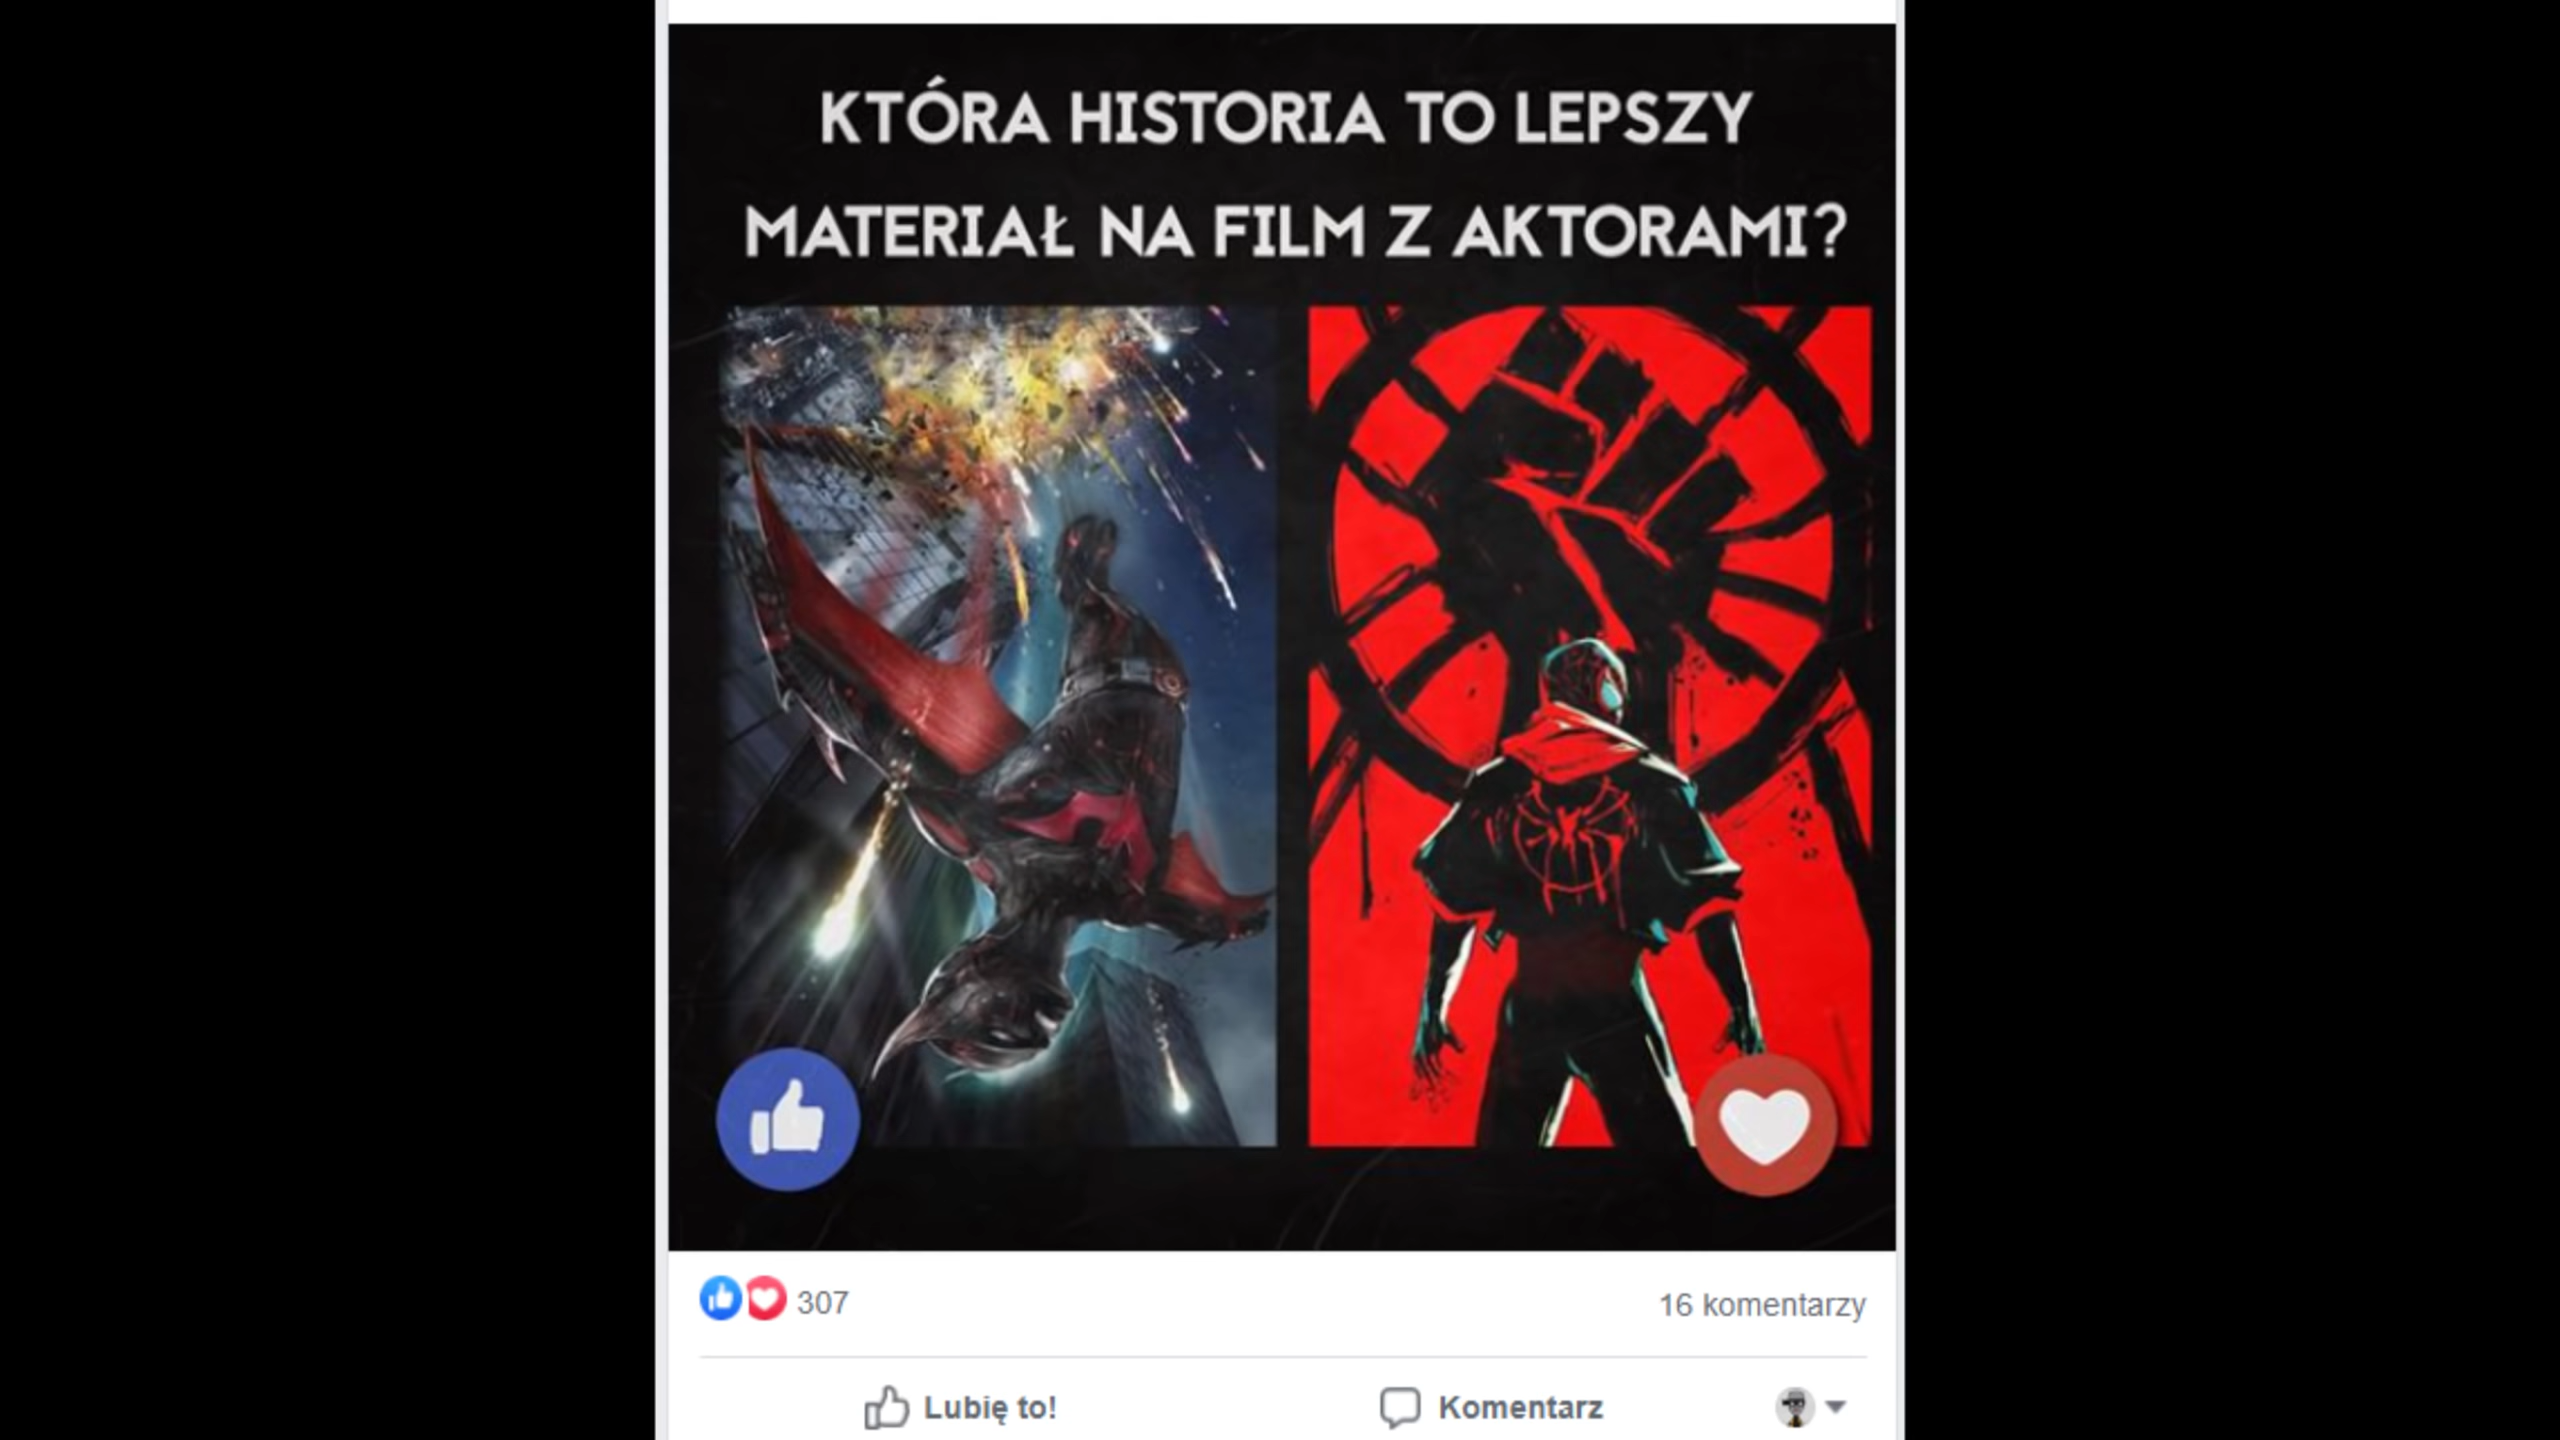 KTÓRA HISTORIA TO LEPSZY
MATERIAŁ NA FILM Z AKTORAMI?
307
16 komentarzy
Lubię to!
Komentarz